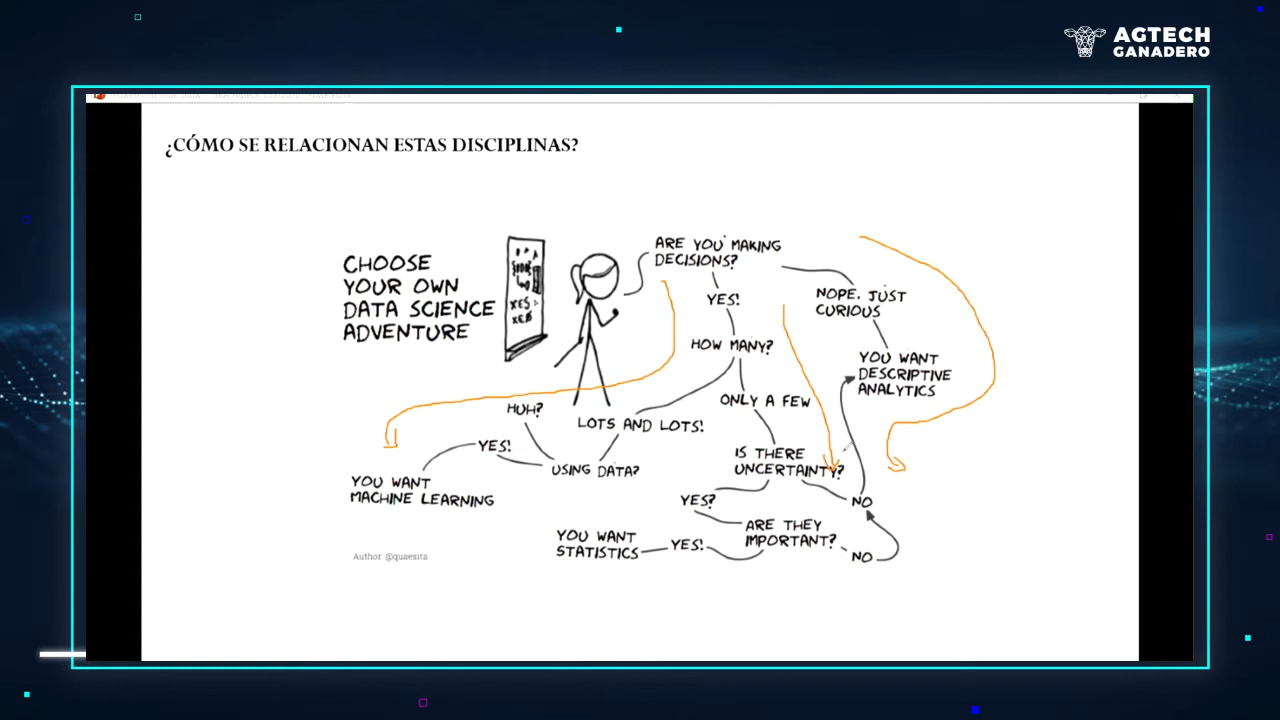 AGTECH
GANADERO
¿CÓMO SE RELACIONAN ESTAS DISCIPLINAS?
CHOOSE
YOUR OWN
DATA SCIENCE
ADVENTURE
ARE YOU MAKING
DECISIONS?
YES!
NOPE. JUST
CURIOUS
HOW MANY?
YOU WANT
DESCRIPTIVE
ANALYTICS
ONLY A FEW
HUH?
LOTS AND LOTS!
YES!
USING DATA?
IS THERE
UNCERTAINTY?
YOU WANT
MACHINE LEARNING
YES?
NO
ARE THEY
IMPORTANT?
YOU WANT
STATISTICS
YES!
NO
Author @quaesita